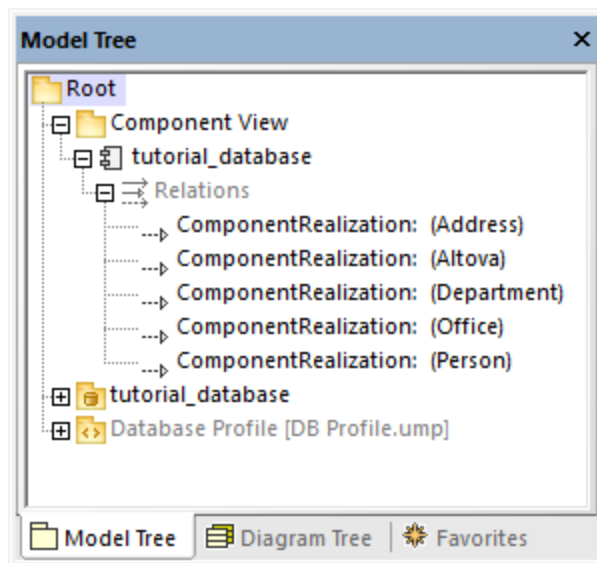 Model Tree
Root
Component View
tutorial_database
Relations
ComponentRealization: (Address)
ComponentRealization: (Altova)
ComponentRealization: (Department)
ComponentRealization: (Office)
ComponentRealization: (Person)
tutorial_database
Database Profile [DB Profile.ump]
Model Tree Diagram Tree Favorites